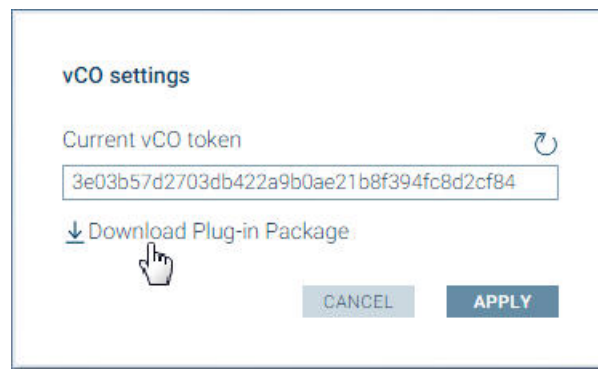 vCO settings
Current vCO token
3e03b57d2703db422a9b0ae21b8f394fc8d2cf84
Download Plug-in Package
CANCEL APPLY